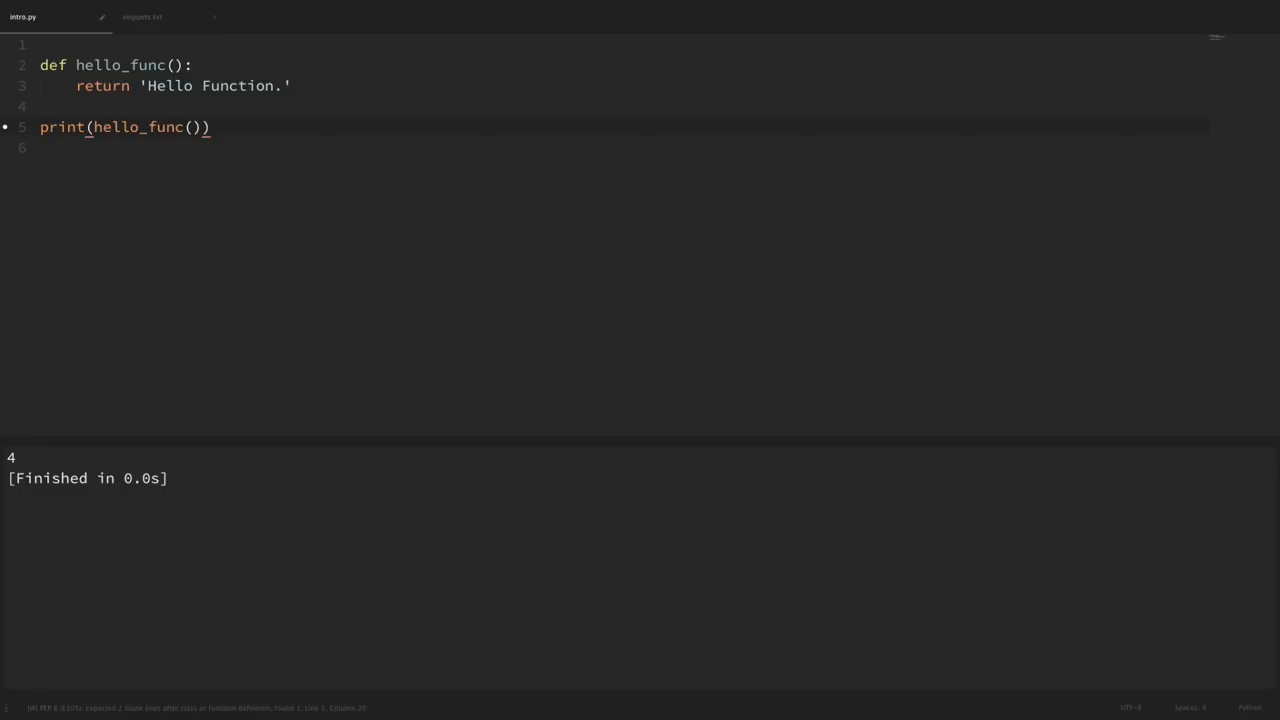 intro.py
snippets.txt
1
2 def hello_func():
3     return 'Hello Function.'
4
5 print(hello_func())
6
4
[Finished in 0.0s]
[W] PEP 8 (E305): expected 2 blank lines after class or function definition, found 1, Line 5, Column 20
UTF-8
Spaces: 4
Python